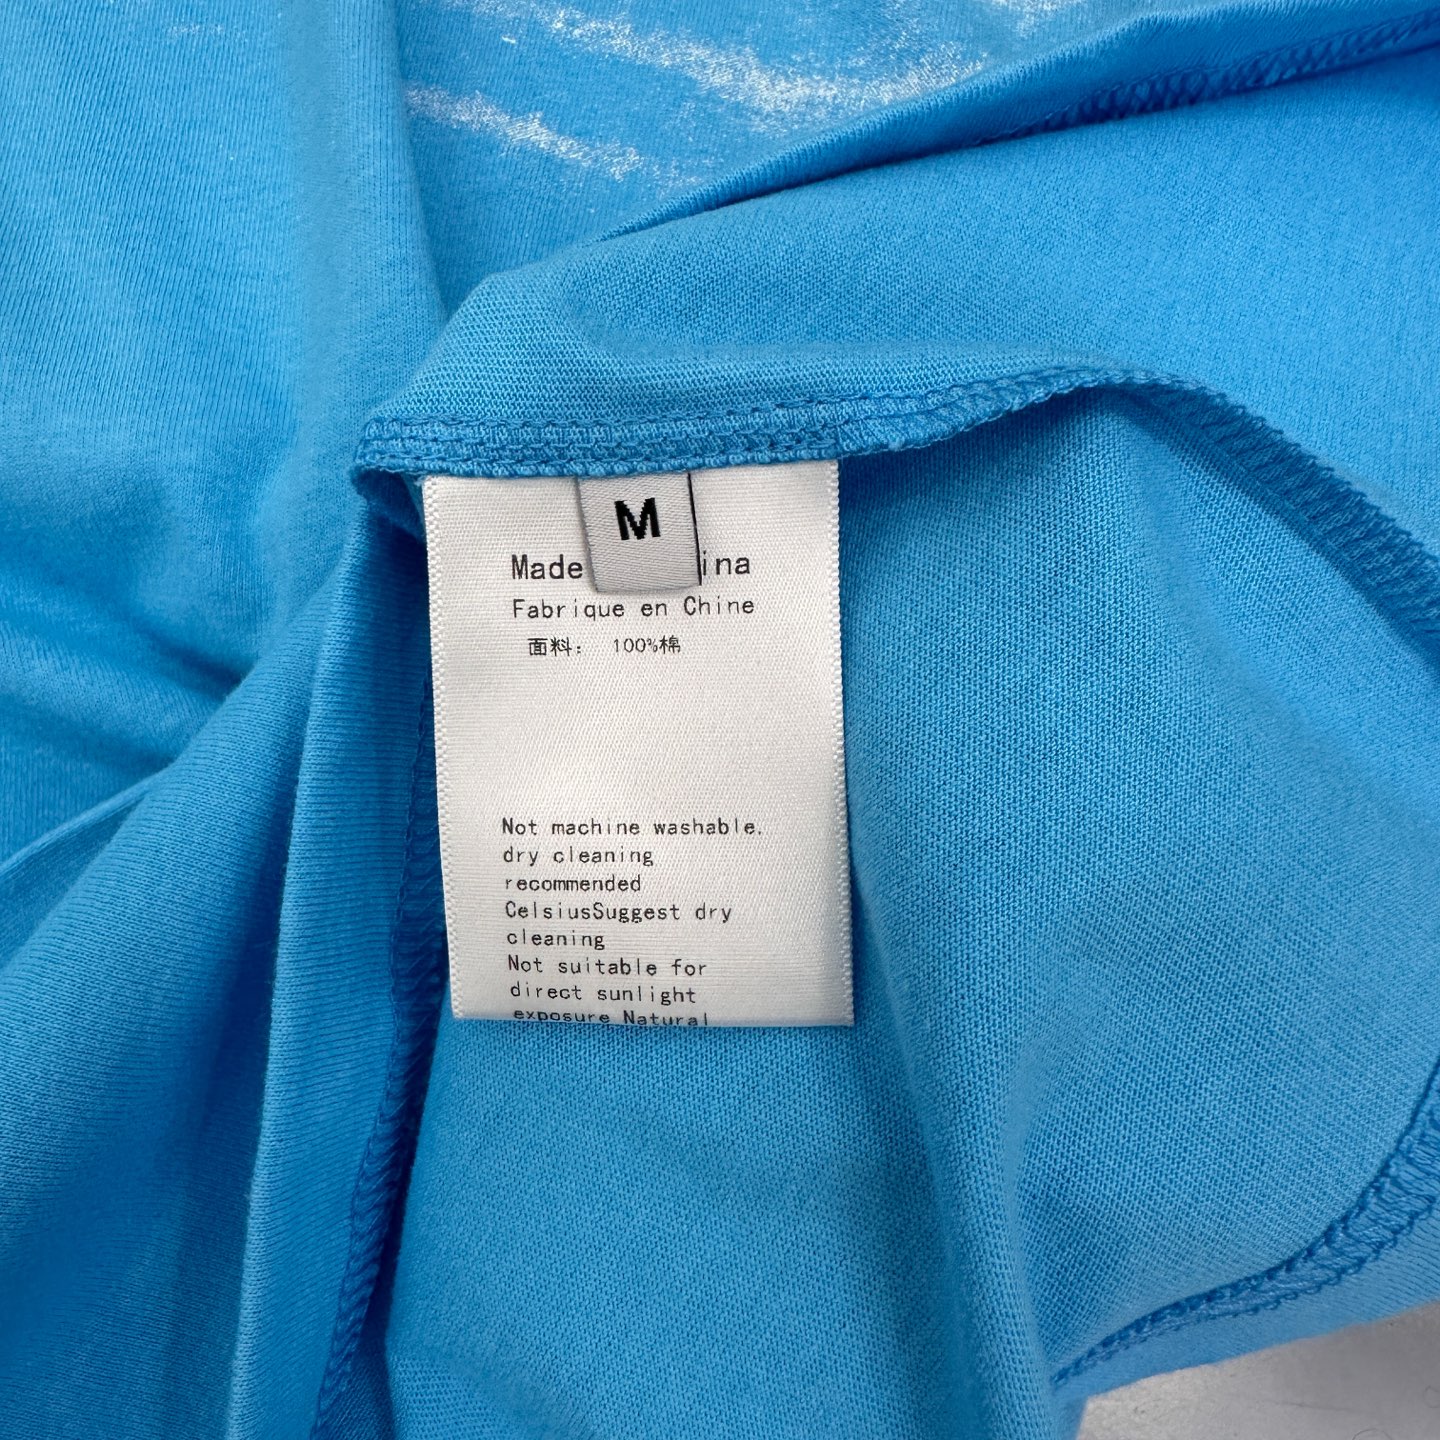 M
Made ina
Fabrique en Chine
面料： 100%棉
Not machine washable.
dry cleaning
recommended
CelsiusSuggest dry
cleaning
Not suitable for
direct sunlight
exposure Natural